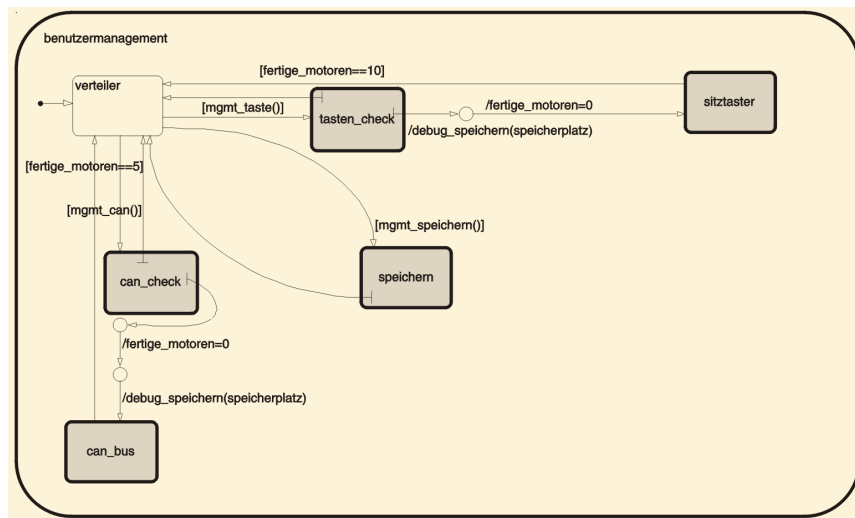 benutzermanagement
[fertige_motoren==10]
verteiler
sitztaster
[mgmt_taste()]
/fertige_motoren=0
tasten_check
/debug_speichern(speicherplatz)
[fertige_motoren==5]
[mgmt_can()]
[mgmt_speichern()]
can_check
speichern
/fertige_motoren=0
/debug_speichern(speicherplatz)
can_bus